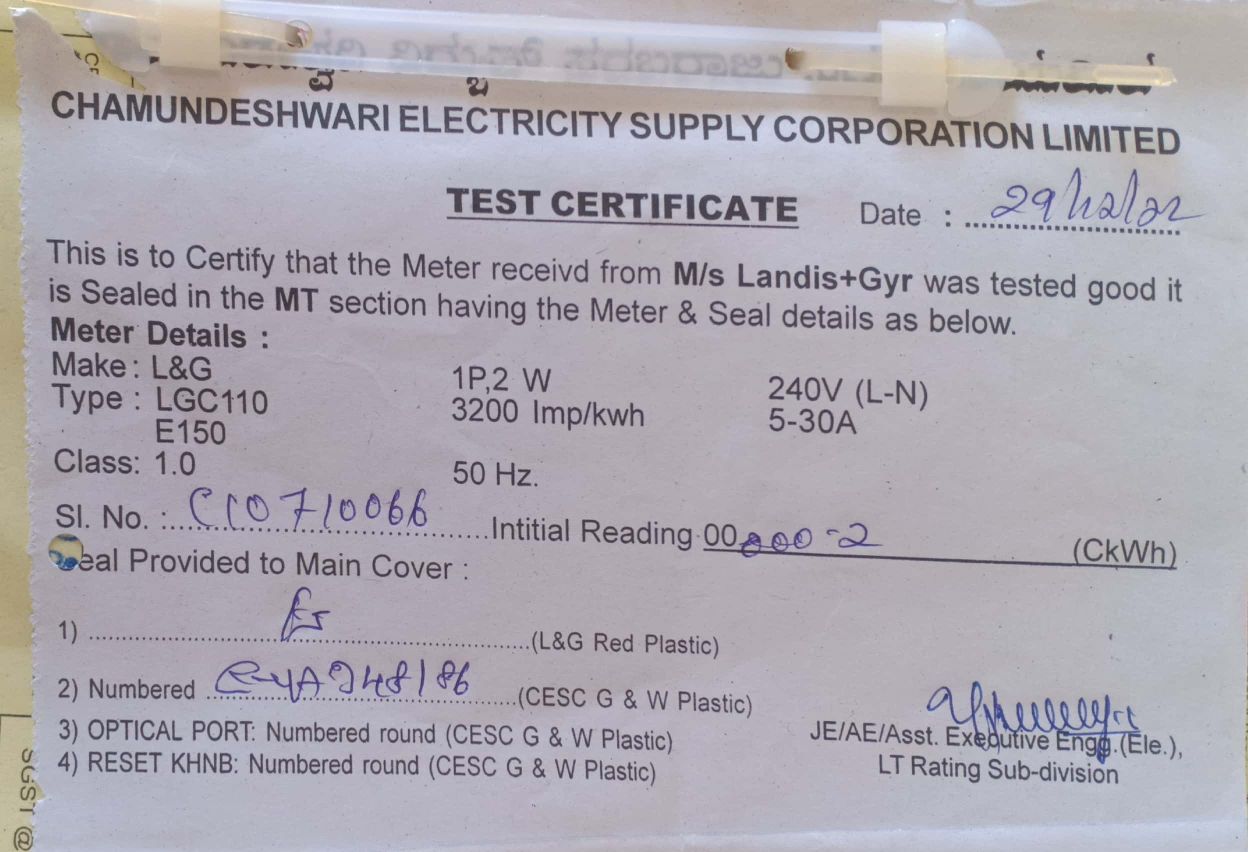 CHAMUNDESHWARI ELECTRICITY SUPPLY CORPORATION LIMITED
TEST CERTIFICATE Date : 29/12/22
This is to Certify that the Meter receivd from M/s Landis+Gyr was tested good it
is Sealed in the MT section having the Meter & Seal details as below.
Meter Details :
Make : L&G 1P,2 W 240V (L-N)
Type : LGC110 3200 Imp/kwh 5-30A
E150
Class: 1.0 50 Hz.
Sl. No. : C10710066 Intitial Reading 00000-2 (CkWh)
Seal Provided to Main Cover :
1) (L&G Red Plastic)
2) Numbered (CESC G & W Plastic)
3) OPTICAL PORT: Numbered round (CESC G & W Plastic)
4) RESET KHNB: Numbered round (CESC G & W Plastic)
JE/AE/Asst. Executive Engg.(Ele.),
LT Rating Sub-division
SGST @